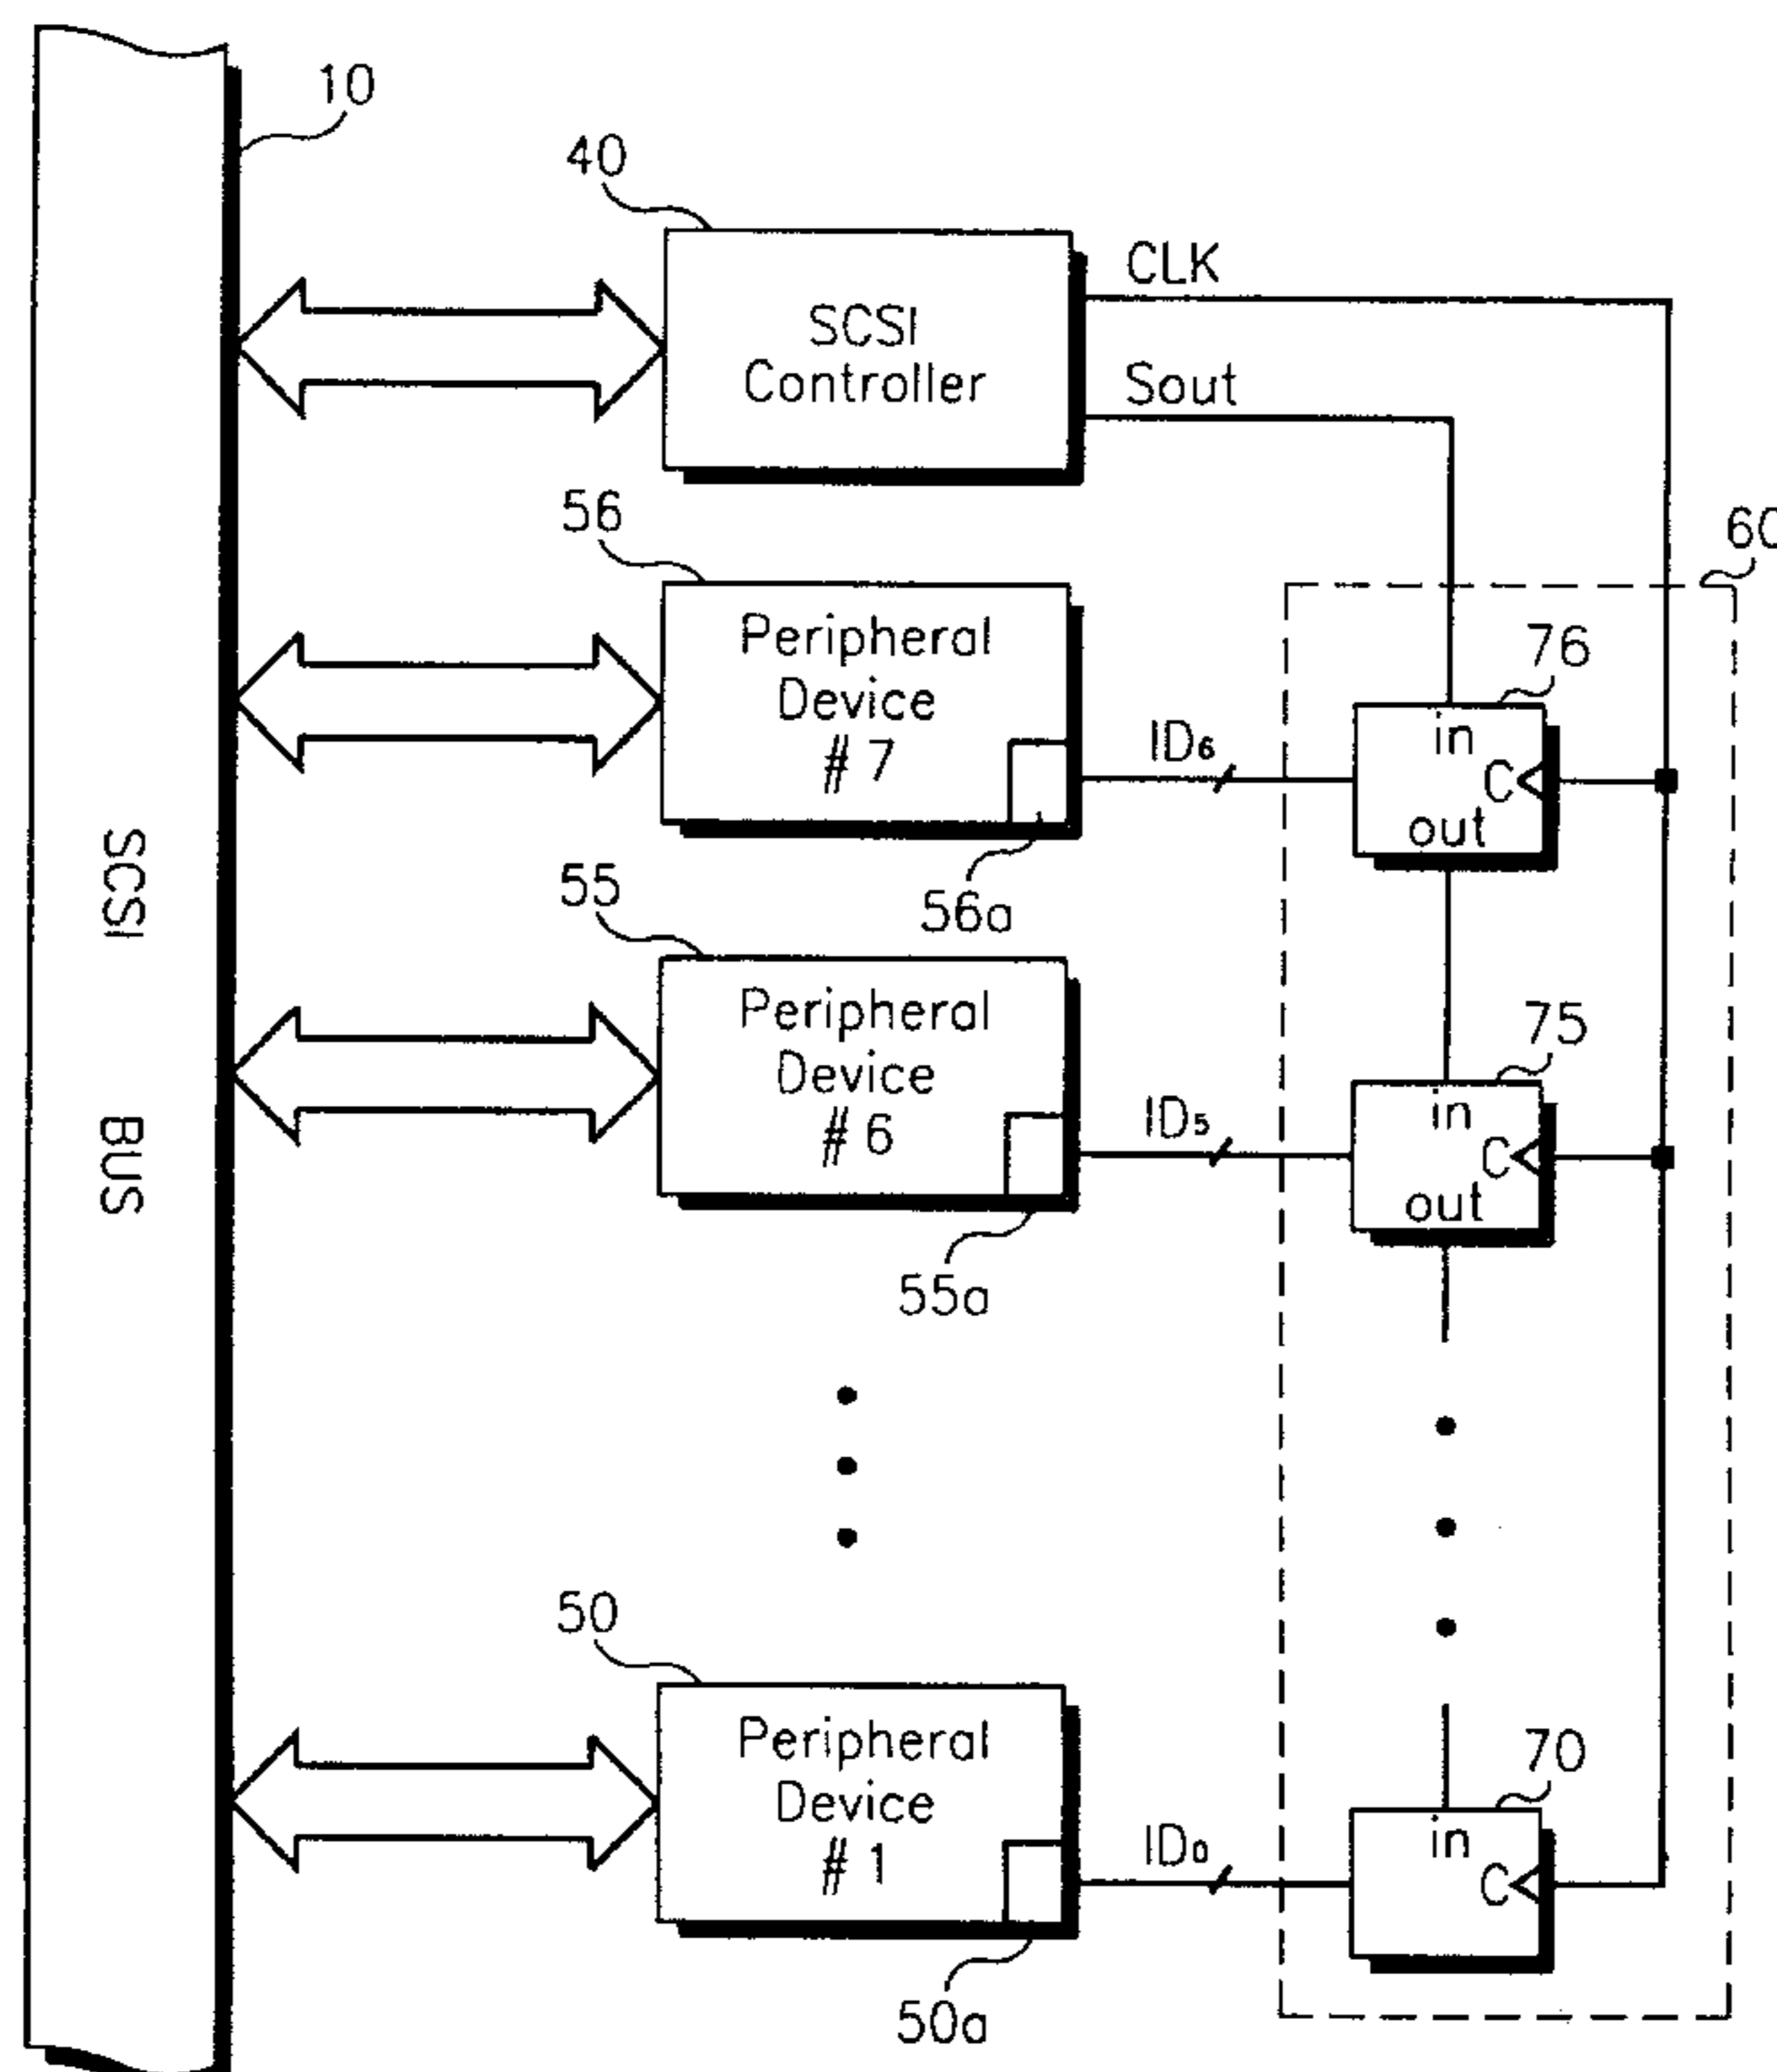 10
40
CLK
SCSI
Controller
Sout
56
60
Peripheral
Device
# 7
ID6
76
in
C
out
56a
55
Peripheral
Device
# 6
ID5
75
in
C
out
55a
SCSI BUS
50
Peripheral
Device
# 1
ID0
70
in
C
50a